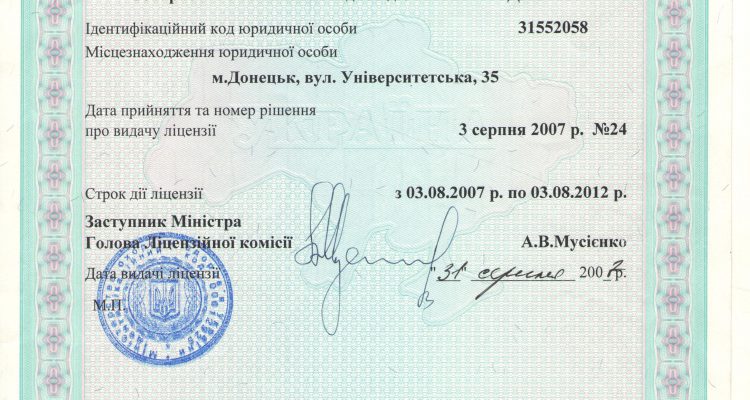 Ідентифікаційний код юридичної особи 31552058
Місцезнаходження юридичної особи
м.Донецьк, вул. Університетська, 35
Дата прийняття та номер рішення
про видачу ліцензії 3 серпня 2007 р. №24
Строк дії ліцензії з 03.08.2007 р. по 03.08.2012 р.
Заступник Міністра
Голова Ліцензійної комісії А.В.Мусієнко
Дата видачі ліцензії "31" серпня 2007р.
М.П.